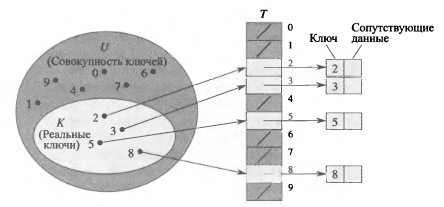 U
(Совокупность ключей)
0
6
9
4
7
1
K
(Реальные
ключи)
2
3
5
8
T
0
1
2
3
4
5
6
7
8
9
Ключ
Сопутствующие
данные
2
3
5
8